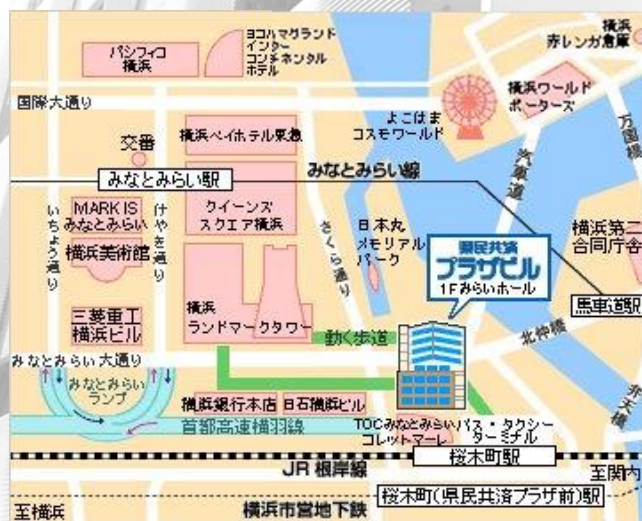 パシフィコ
横浜
ヨコハマグランド
インター
コンチネンタル
ホテル
横浜
赤レンガ倉庫
国際大通り
よこはま
コスモワールド
横浜ワールド
ポーターズ
万国橋
汽車道
交番
横浜ベイホテル東急
みなとみらい駅
みなとみらい線
いちょう通り
けやき通り
MARK IS
みなとみらい
横浜美術館
クイーンズ
スクエア横浜
さくら通り
日本丸
メモリアル
パーク
県民共済
プラザビル
1Fみらいホール
横浜第二
合同庁舎
馬車道駅
三菱重工
横浜ビル
横浜
ランドマークタワー
動く歩道
北仲橋
みなとみらい大通り
みなとみらい
ランプ
横浜銀行本店
日石横浜ビル
首都高速横羽線
TOCみなとみらい
コレットマーレ
バス・タクシー
ターミナル
桜木町駅
JR 根岸線
至関内
至横浜
横浜市営地下鉄
桜木町(県民共済プラザ前)駅